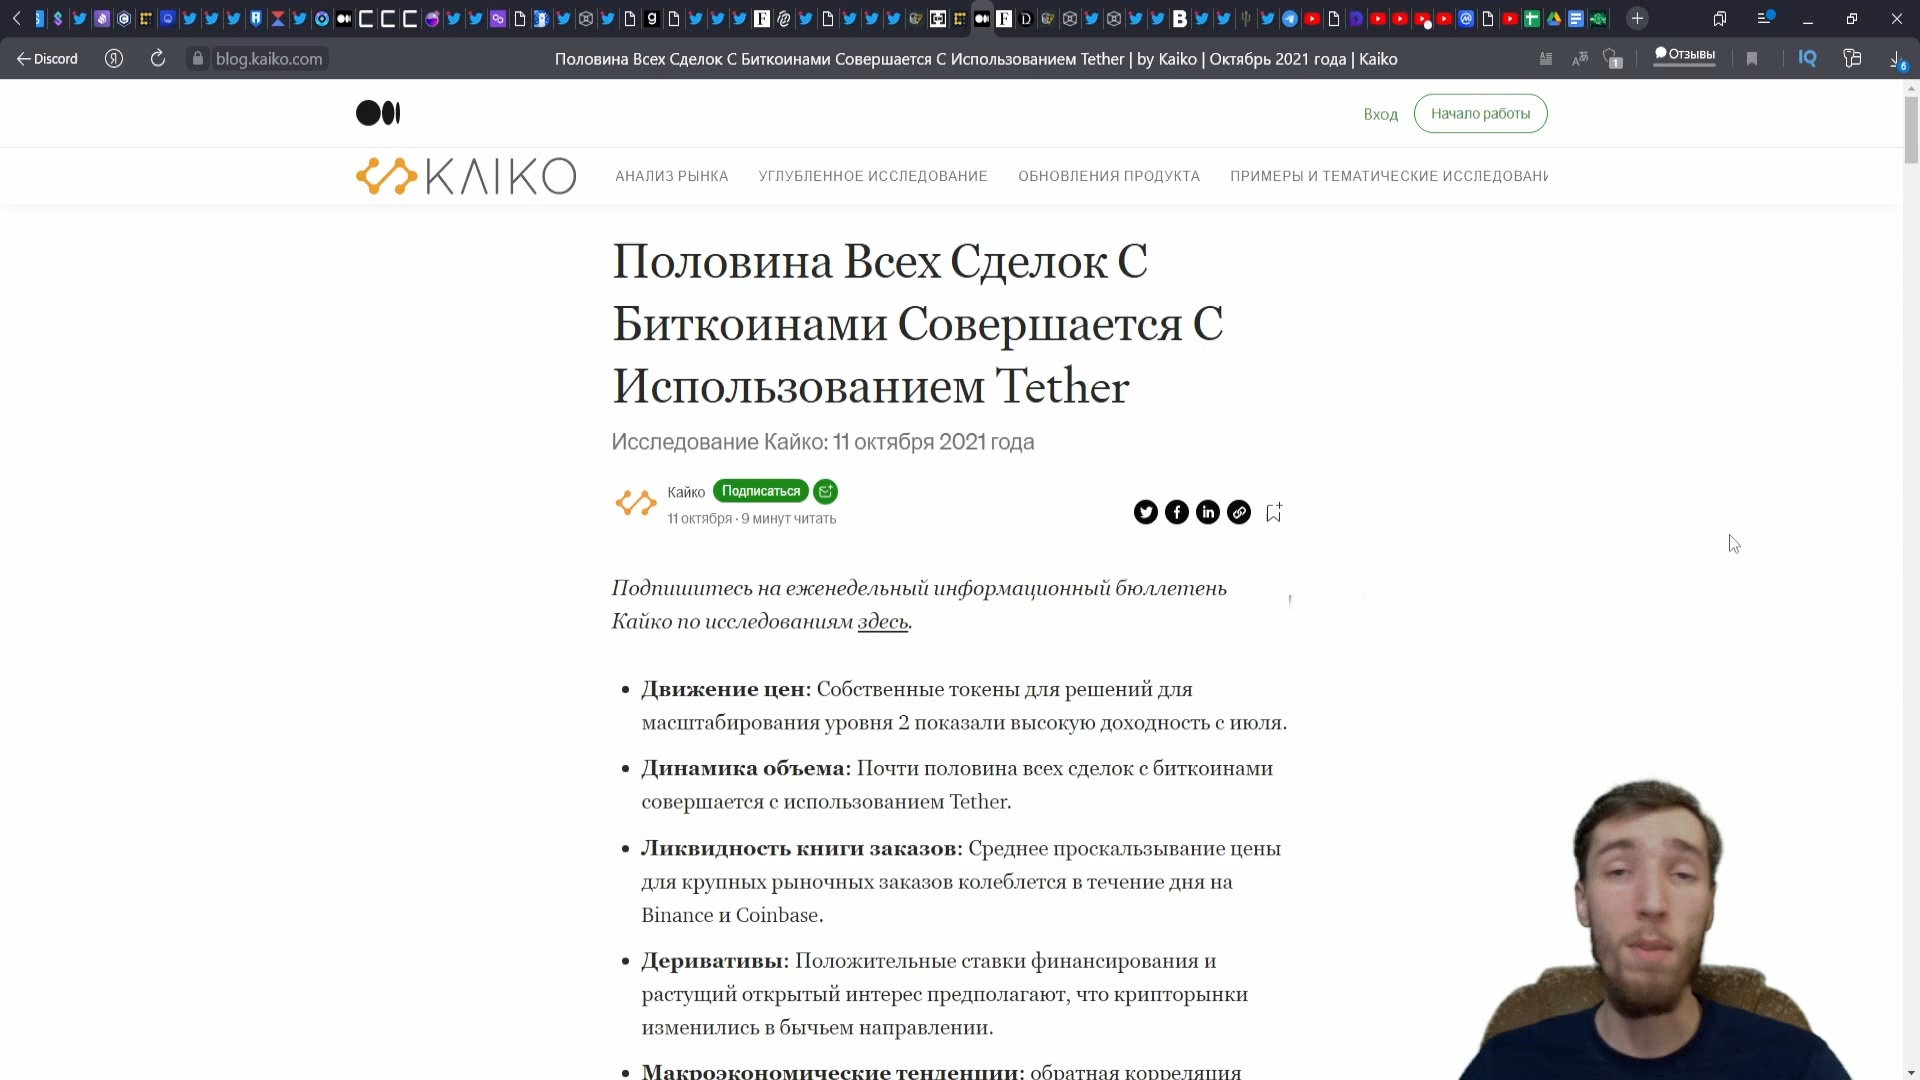 Discord
blog.kaiko.com
Половина Всех Сделок С Биткоинами Совершается С Использованием Tether | by Kaiko | Октябрь 2021 года | Kaiko
1
Отзывы
IQ
6
Вход
Начало работы
KAIKO
АНАЛИЗ РЫНКА
УГЛУБЛЕННОЕ ИССЛЕДОВАНИЕ
ОБНОВЛЕНИЯ ПРОДУКТА
ПРИМЕРЫ И ТЕМАТИЧЕСКИЕ ИССЛЕДОВАНИ
Половина Всех Сделок С
Биткоинами Совершается С
Использованием Tether
Исследование Кайко: 11 октября 2021 года
Кайко
Подписаться
11 октября · 9 минут читать
Подпишитесь на еженедельный информационный бюллетень
Кайко по исследованиям здесь.
• Движение цен: Собственные токены для решений для
масштабирования уровня 2 показали высокую доходность с июля.
• Динамика объема: Почти половина всех сделок с биткоинами
совершается с использованием Tether.
• Ликвидность книги заказов: Среднее проскальзывание цены
для крупных рыночных заказов колеблется в течение дня на
Binance и Coinbase.
• Деривативы: Положительные ставки финансирования и
растущий открытый интерес предполагают, что крипторынки
изменились в бычьем направлении.
• Макроэкономические тенденции: обратная корреляция